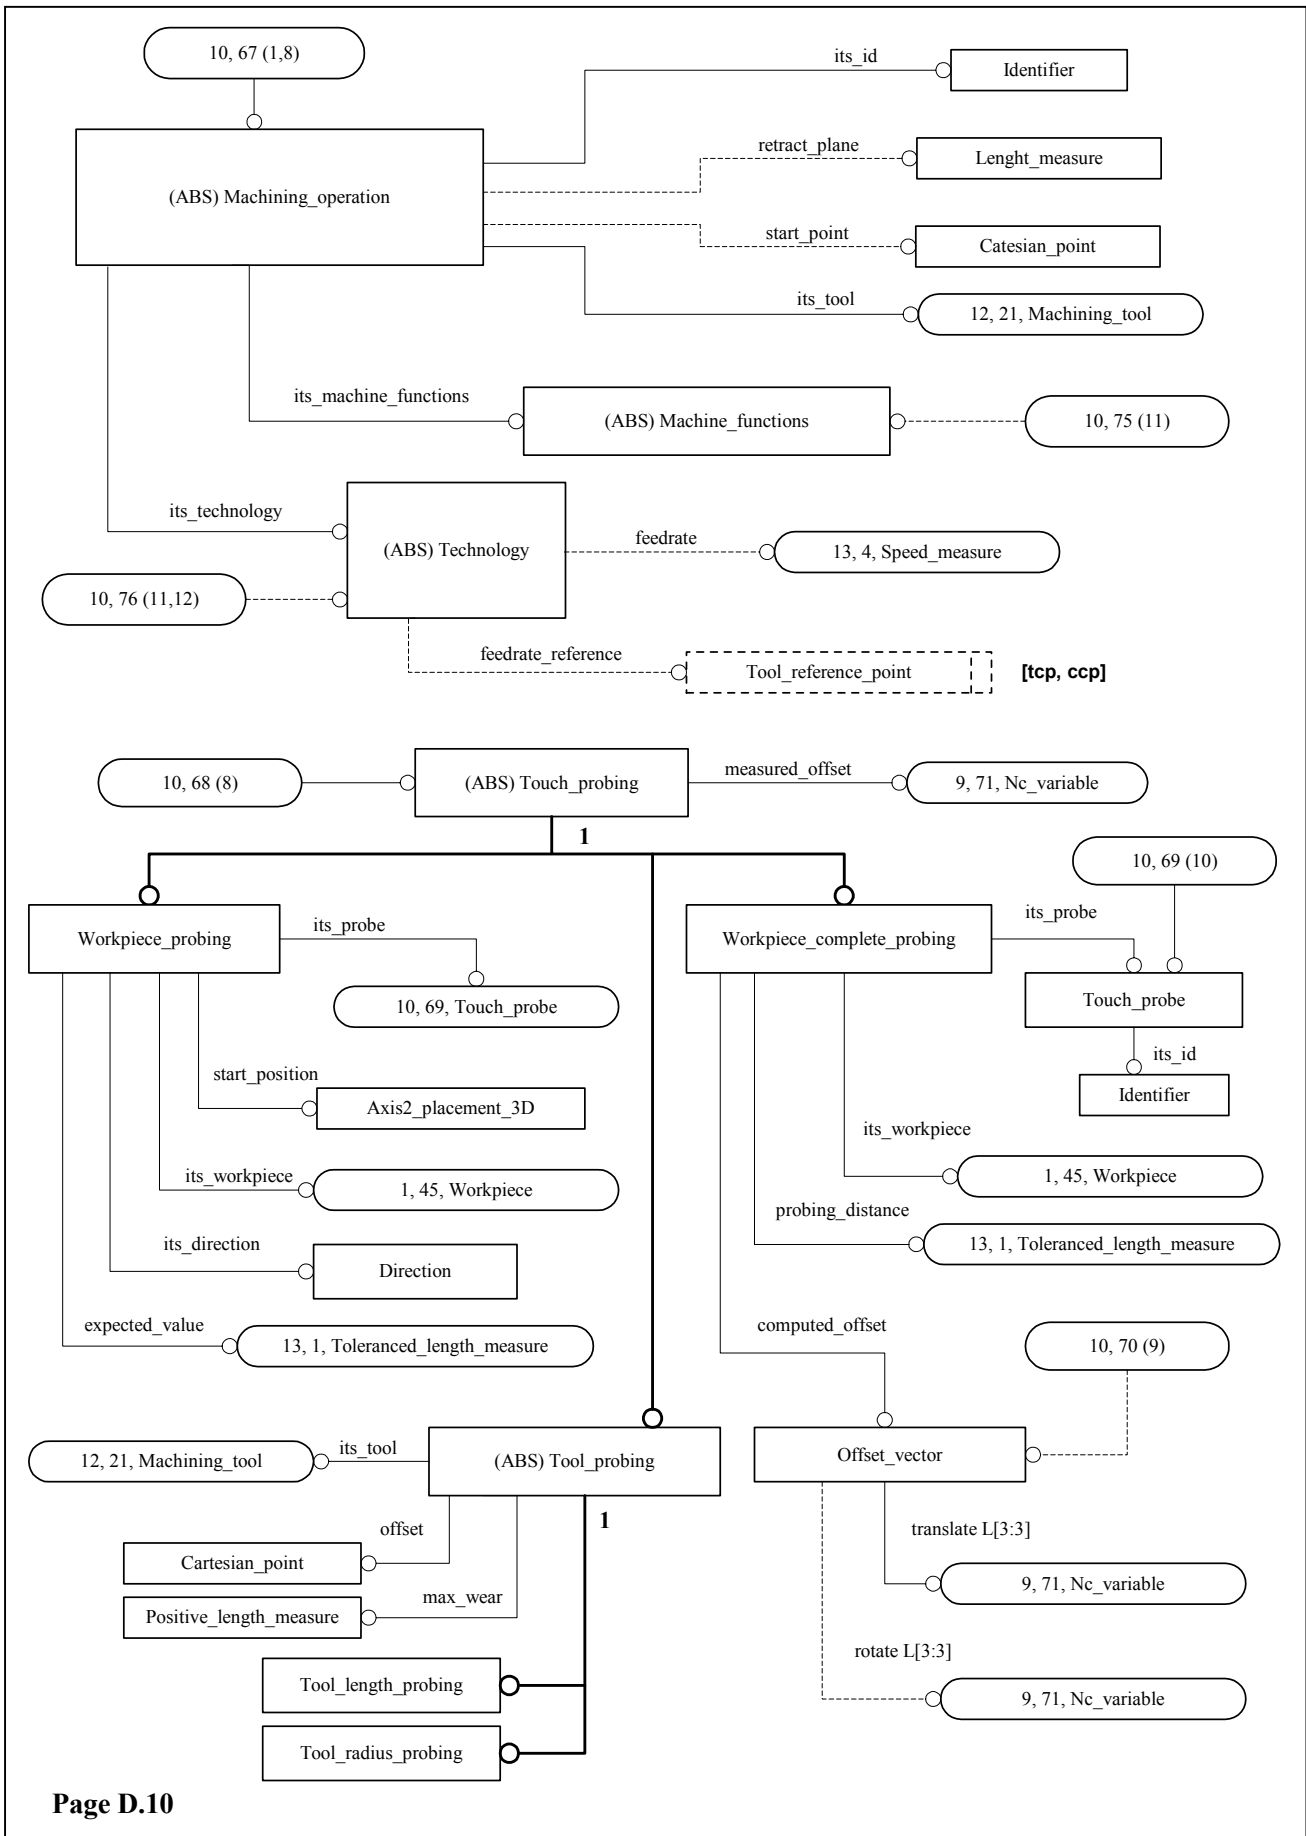 10, 67 (1,8)
its_id
Identifier
retract_plane
Lenght_measure
(ABS) Machining_operation
start_point
Catesian_point
its_tool
12, 21, Machining_tool
its_machine_functions
(ABS) Machine_functions
10, 75 (11)
its_technology
(ABS) Technology
feedrate
13, 4, Speed_measure
10, 76 (11,12)
feedrate_reference
Tool_reference_point
[tcp, ccp]
10, 68 (8)
(ABS) Touch_probing
measured_offset
9, 71, Nc_variable
1
10, 69 (10)
Workpiece_probing
its_probe
Workpiece_complete_probing
its_probe
10, 69, Touch_probe
Touch_probe
its_id
start_position
Axis2_placement_3D
Identifier
its_workpiece
its_workpiece
1, 45, Workpiece
1, 45, Workpiece
probing_distance
its_direction
13, 1, Toleranced_length_measure
Direction
expected_value
computed_offset
13, 1, Toleranced_length_measure
10, 70 (9)
12, 21, Machining_tool
its_tool
(ABS) Tool_probing
Offset_vector
1
offset
translate L[3:3]
Cartesian_point
9, 71, Nc_variable
max_wear
Positive_length_measure
rotate L[3:3]
Tool_length_probing
9, 71, Nc_variable
Tool_radius_probing
Page D.10